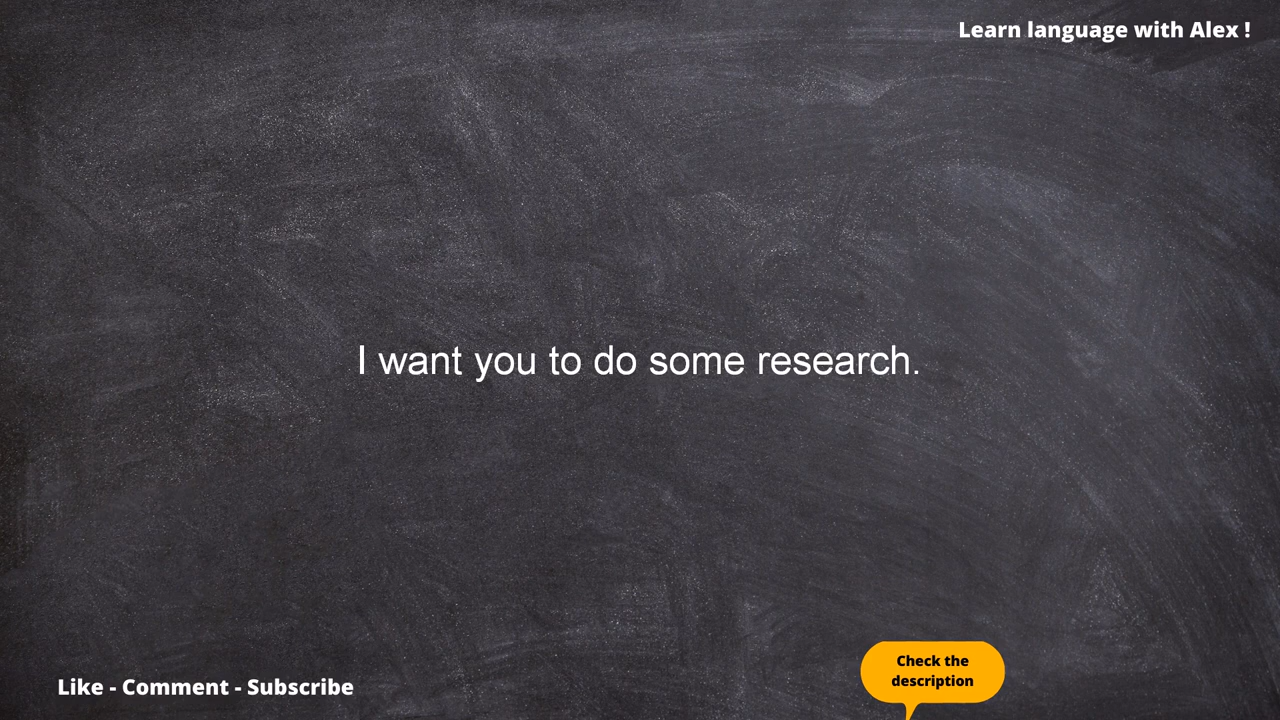 Learn language with Alex !
I want you to do some research.
Check the
description
Like - Comment - Subscribe